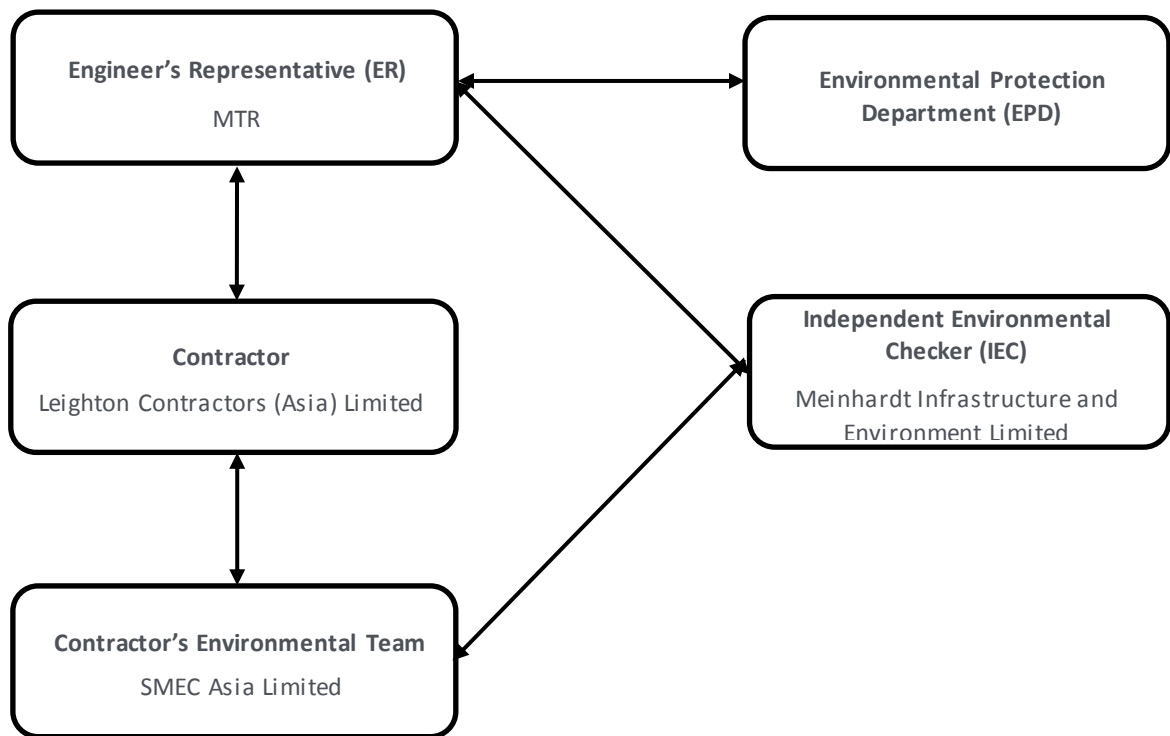 Engineer's Representative (ER)
MTR
Environmental Protection
Department (EPD)
Contractor
Leighton Contractors (Asia) Limited
Independent Environmental
Checker (IEC)
Meinhardt Infrastructure and
Environment Limited
Contractor's Environmental Team
SMEC Asia Limited